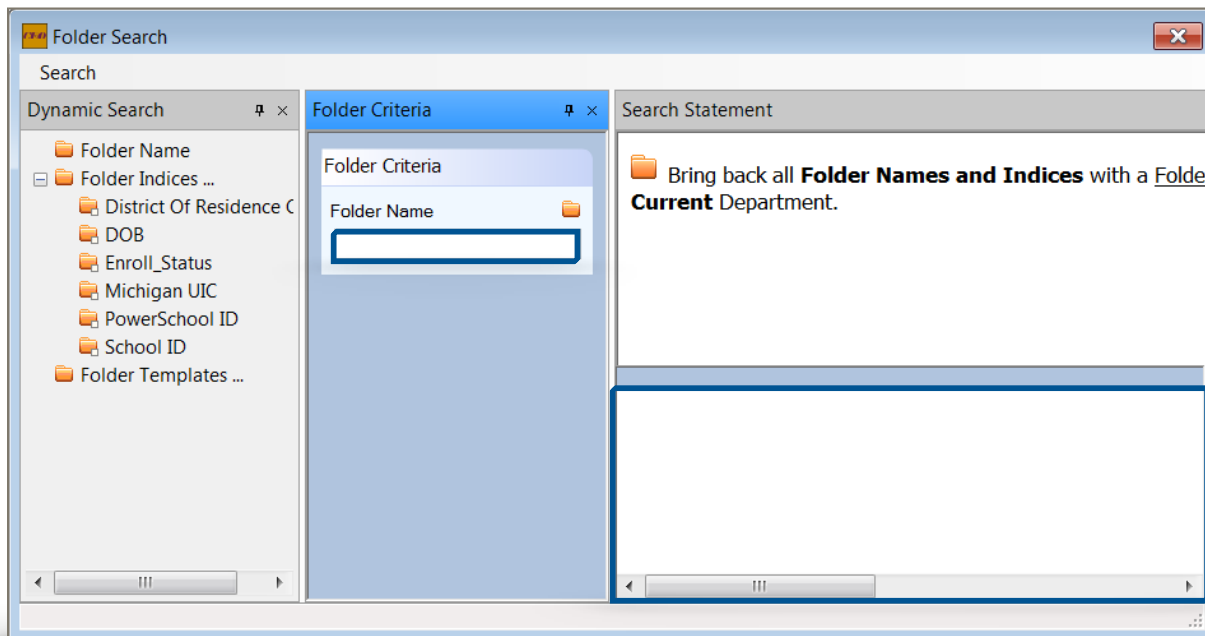 Folder Search
Search
Dynamic Search
Folder Name
Folder Indices ...
District Of Residence C
DOB
Enroll_Status
Michigan UIC
PowerSchool ID
School ID
Folder Templates ...
Folder Criteria
Folder Criteria
Folder Name
Search Statement
Bring back all Folder Names and Indices with a Folde
Current Department.